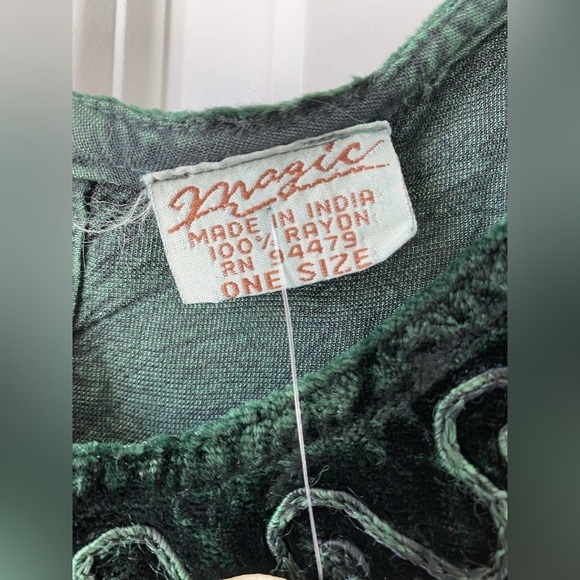 magic
MADE IN INDIA
100% RAYON
RN 94479
ONE SIZE